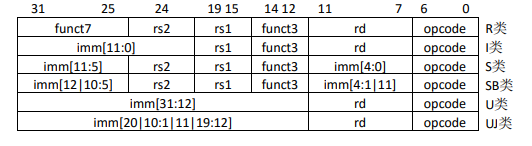 31 25 24 19 15 14 12 11 7 6 0
funct7 rs2 rs1 funct3 rd opcode R类
imm[11:0] rs1 funct3 rd opcode I类
imm[11:5] rs2 rs1 funct3 imm[4:0] opcode S类
imm[12|10:5] rs2 rs1 funct3 imm[4:1|11] opcode SB类
imm[31:12] rd opcode U类
imm[20|10:1|11|19:12] rd opcode UJ类